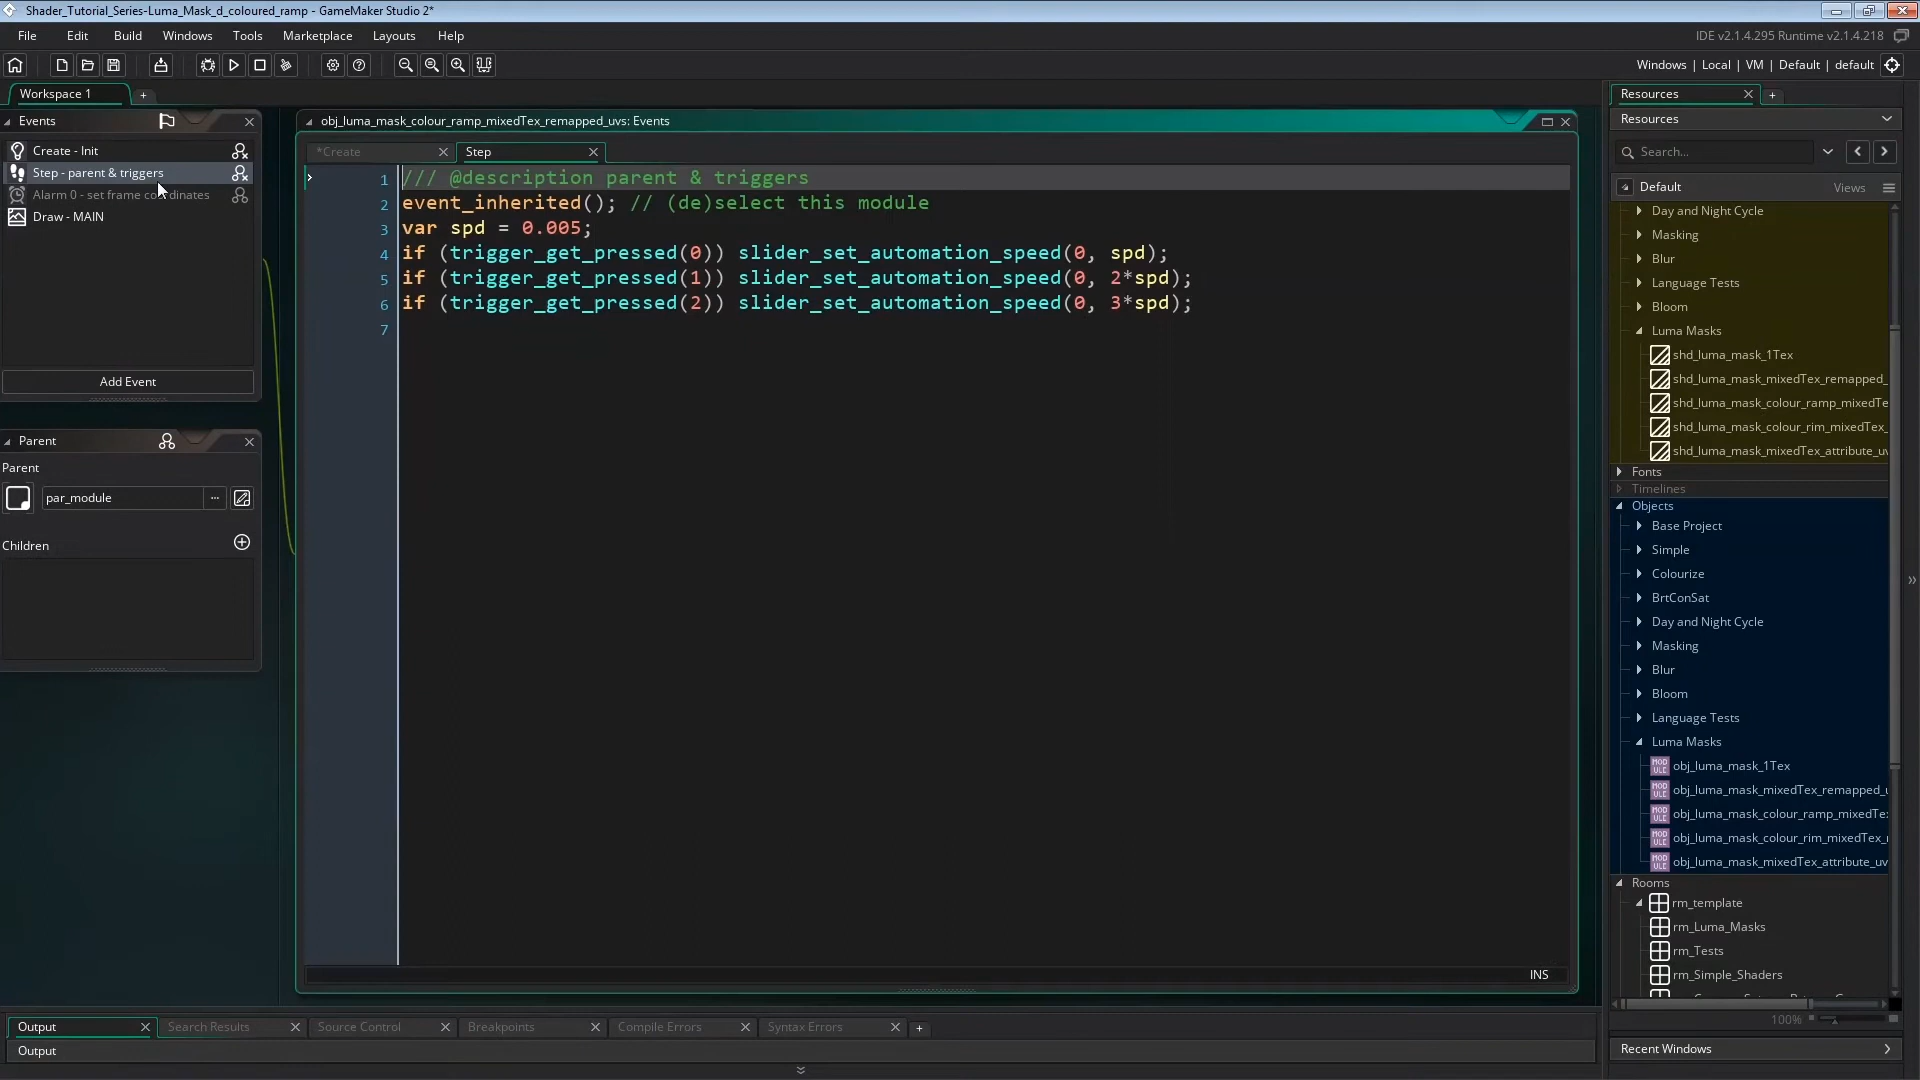 Shader_Tutorial_Series-Luma_Mask_d_coloured_ramp - GameMaker Studio 2*
File Edit Build Windows Tools Marketplace Layouts Help
IDE v2.1.4.295 Runtime v2.1.4.218
Windows | Local | VM | Default | default
Workspace 1
+
Events
Create - Init
Step - parent & triggers
Alarm 0 - set frame coordinates
Draw - MAIN
Add Event
Parent
Parent
par_module
...
Children
obj_luma_mask_colour_ramp_mixedTex_remapped_uvs: Events
*Create
Step
1 /// @description parent & triggers
2 event_inherited(); // (de)select this module
3 var spd = 0.005;
4 if (trigger_get_pressed(0)) slider_set_automation_speed(0, spd);
5 if (trigger_get_pressed(1)) slider_set_automation_speed(0, 2*spd);
6 if (trigger_get_pressed(2)) slider_set_automation_speed(0, 3*spd);
7
INS
Resources
+
Resources
Search...
Default
Views
Day and Night Cycle
Masking
Blur
Language Tests
Bloom
Luma Masks
shd_luma_mask_1Tex
shd_luma_mask_mixedTex_remapped_
shd_luma_mask_colour_ramp_mixedTe
shd_luma_mask_colour_rim_mixedTex_
shd_luma_mask_mixedTex_attribute_uv
Fonts
Timelines
Objects
Base Project
Simple
Colourize
BrtConSat
Day and Night Cycle
Masking
Blur
Bloom
Language Tests
Luma Masks
MODULE obj_luma_mask_1Tex
MODULE obj_luma_mask_mixedTex_remapped_u
MODULE obj_luma_mask_colour_ramp_mixedTe
MODULE obj_luma_mask_colour_rim_mixedTex_
MODULE obj_luma_mask_mixedTex_attribute_uv
Rooms
rm_template
rm_Luma_Masks
rm_Tests
rm_Simple_Shaders
100%
Recent Windows
Output
Search Results
Source Control
Breakpoints
Compile Errors
Syntax Errors
+
Output